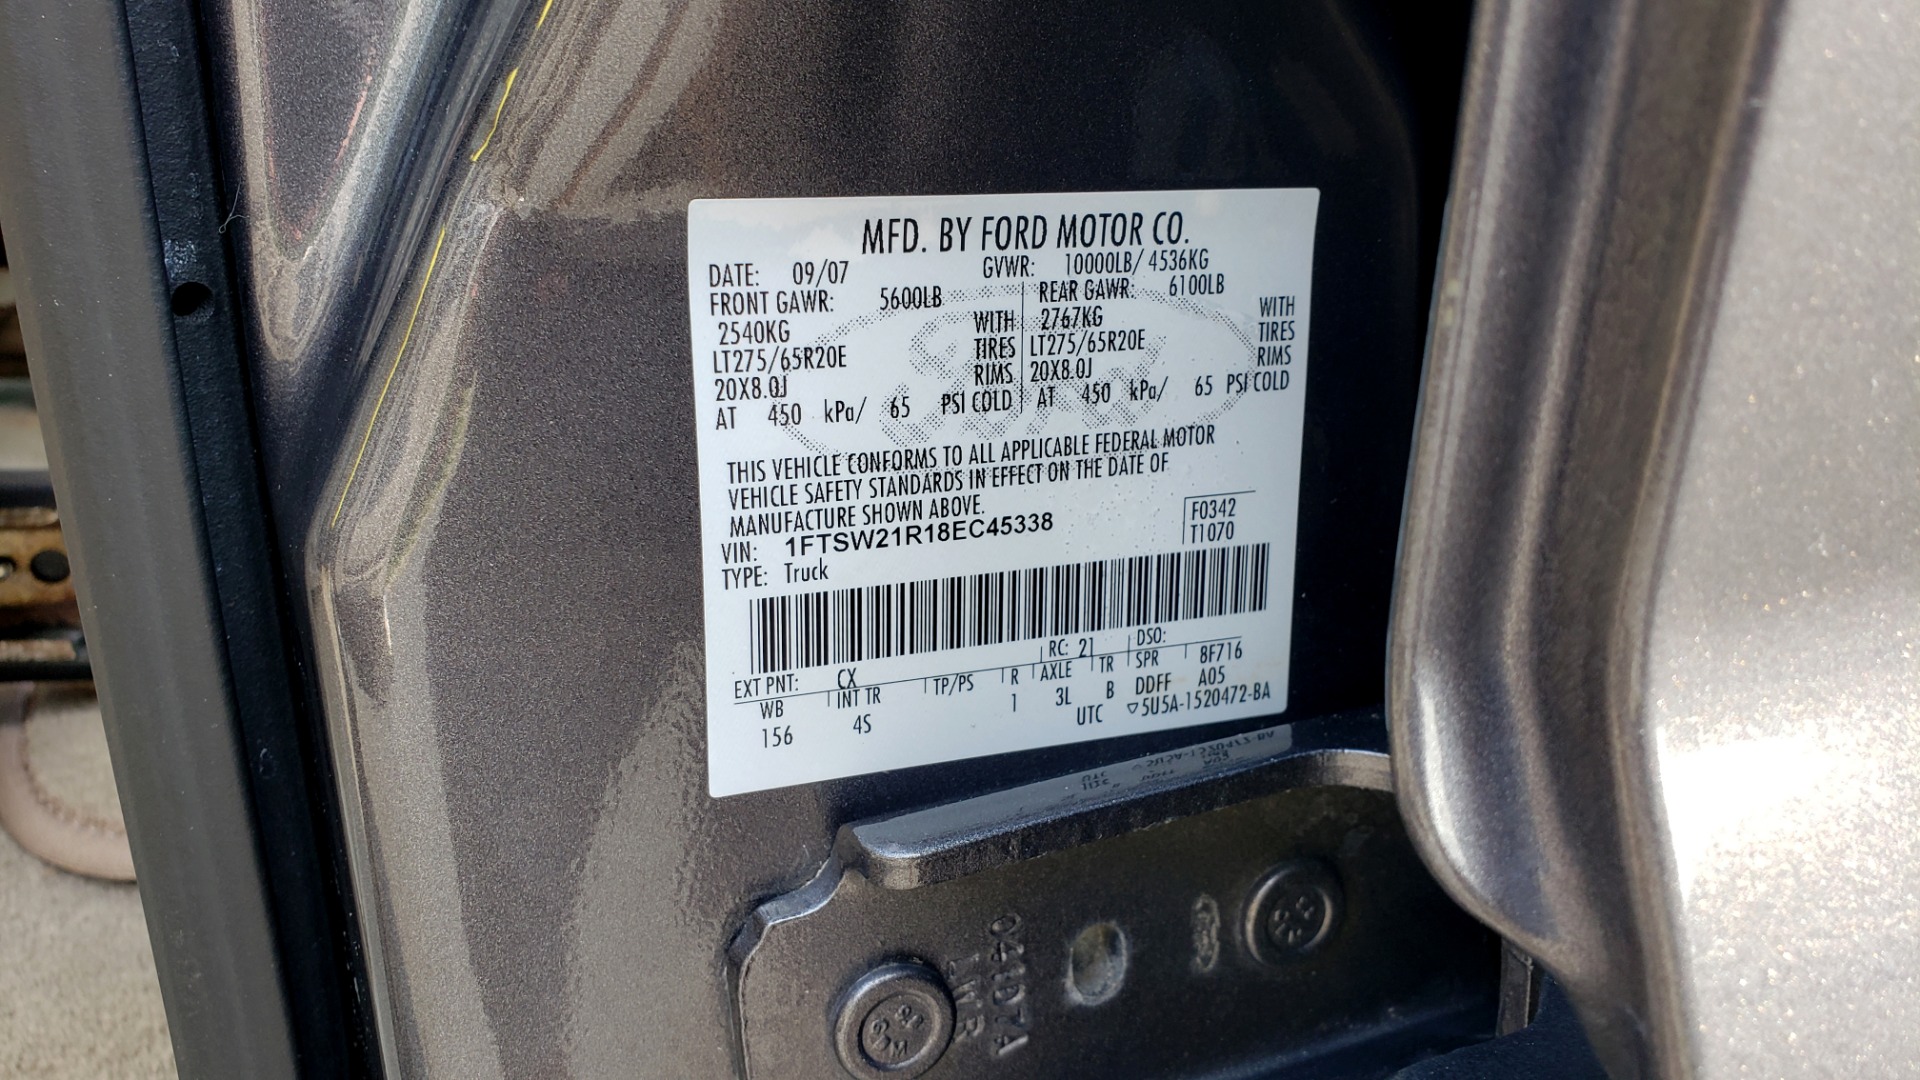 MFD. BY FORD MOTOR CO.
DATE: 09/07 GVWR: 10000LB/ 4536KG
FRONT GAWR: 5600LB REAR GAWR: 6100LB
2540KG WITH 2767KG WITH
LT275/65R20E TIRES LT275/65R20E TIRES
20X8.0J RIMS 20X8.0J RIMS
AT 450 kPa/ 65 PSI COLD AT 450 kPa/ 65 PSI COLD
THIS VEHICLE CONFORMS TO ALL APPLICABLE FEDERAL MOTOR
VEHICLE SAFETY STANDARDS IN EFFECT ON THE DATE OF
MANUFACTURE SHOWN ABOVE.
VIN: 1FTSW21R18EC45338 F0342
TYPE: Truck T1070
RC: 21 DSO:
EXT PNT: CX
WB INT TR TP/PS R AXLE TR SPR 8F716
156 4S 1 3L B DDFF A05
UTC ▽5U5A-1520472-BA
04107A
LWR